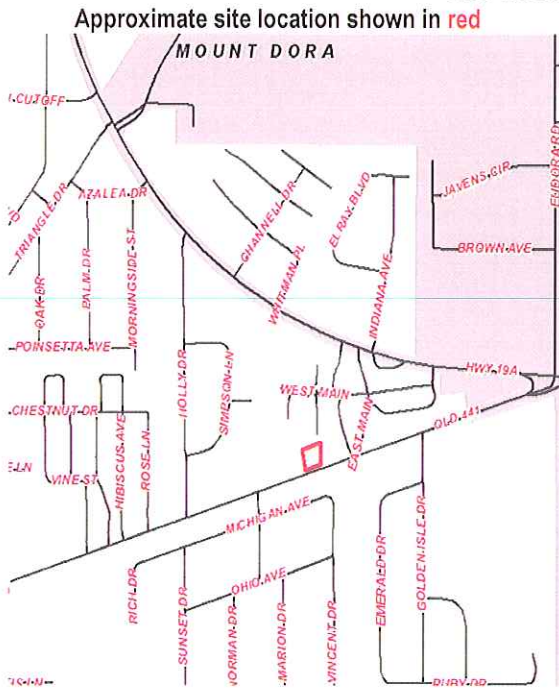 Approximate site location shown in red
MOUNT DORA
CUTOFF
TRIANGLE DR
AZALEA DR
CHANNELL DR
EL RAY BLVD
JAVENS CIR
EUDORA RD
OAK DR
PALM DR
MORNINGSIDE ST
WHITMAN PL
INDIANA AVE
BROWN AVE
POINSETTA AVE
HOLLY DR
SIMPSON LN
HWY 19A
WEST MAIN
CHESTNUT DR
HIBISCUS AVE
ROSE LN
EAST MAIN
OLD 441
VINE ST
MICHIGAN AVE
RICH DR
OHIO AVE
EMERALD DR
GOLDEN ISLE DR
SUNSET DR
NORMAN DR
MARION DR
VINCENT DR
RUBY DR